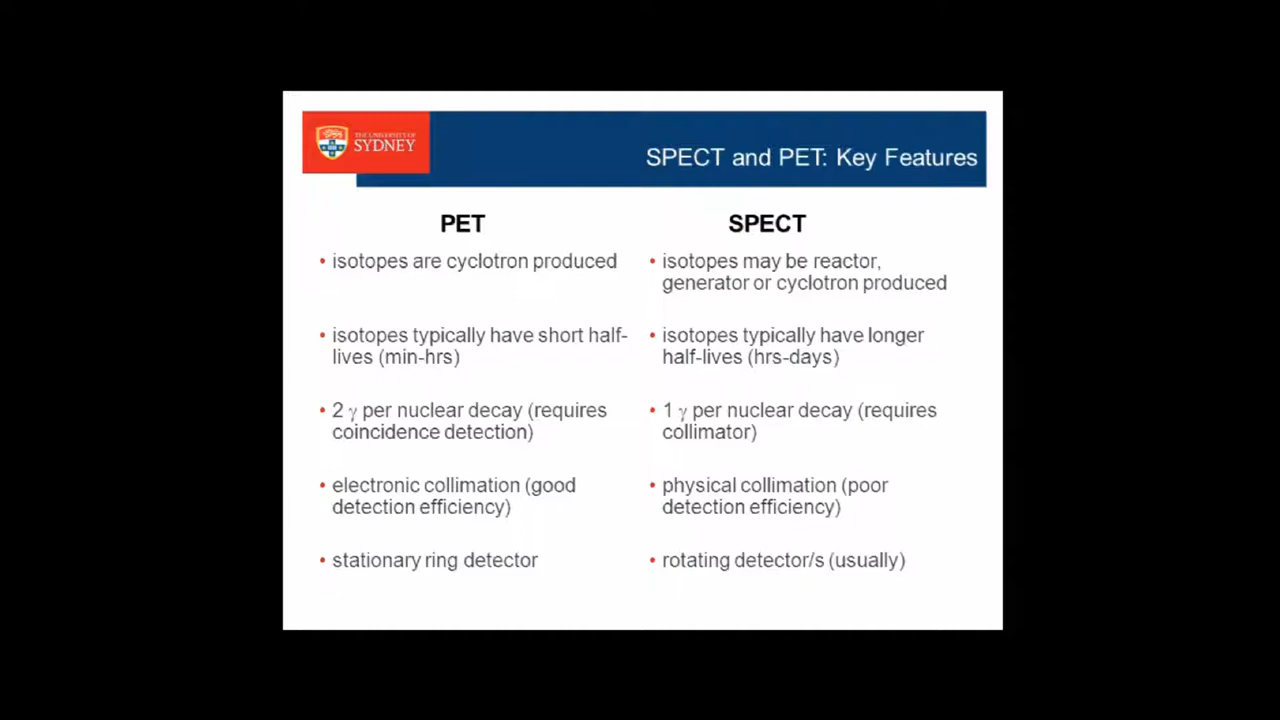 THE UNIVERSITY OF
SYDNEY
SPECT and PET: Key Features
PET
• isotopes are cyclotron produced
• isotopes typically have short half-
lives (min-hrs)
• 2 γ per nuclear decay (requires
coincidence detection)
• electronic collimation (good
detection efficiency)
• stationary ring detector
SPECT
• isotopes may be reactor,
generator or cyclotron produced
• isotopes typically have longer
half-lives (hrs-days)
• 1 γ per nuclear decay (requires
collimator)
• physical collimation (poor
detection efficiency)
• rotating detector/s (usually)